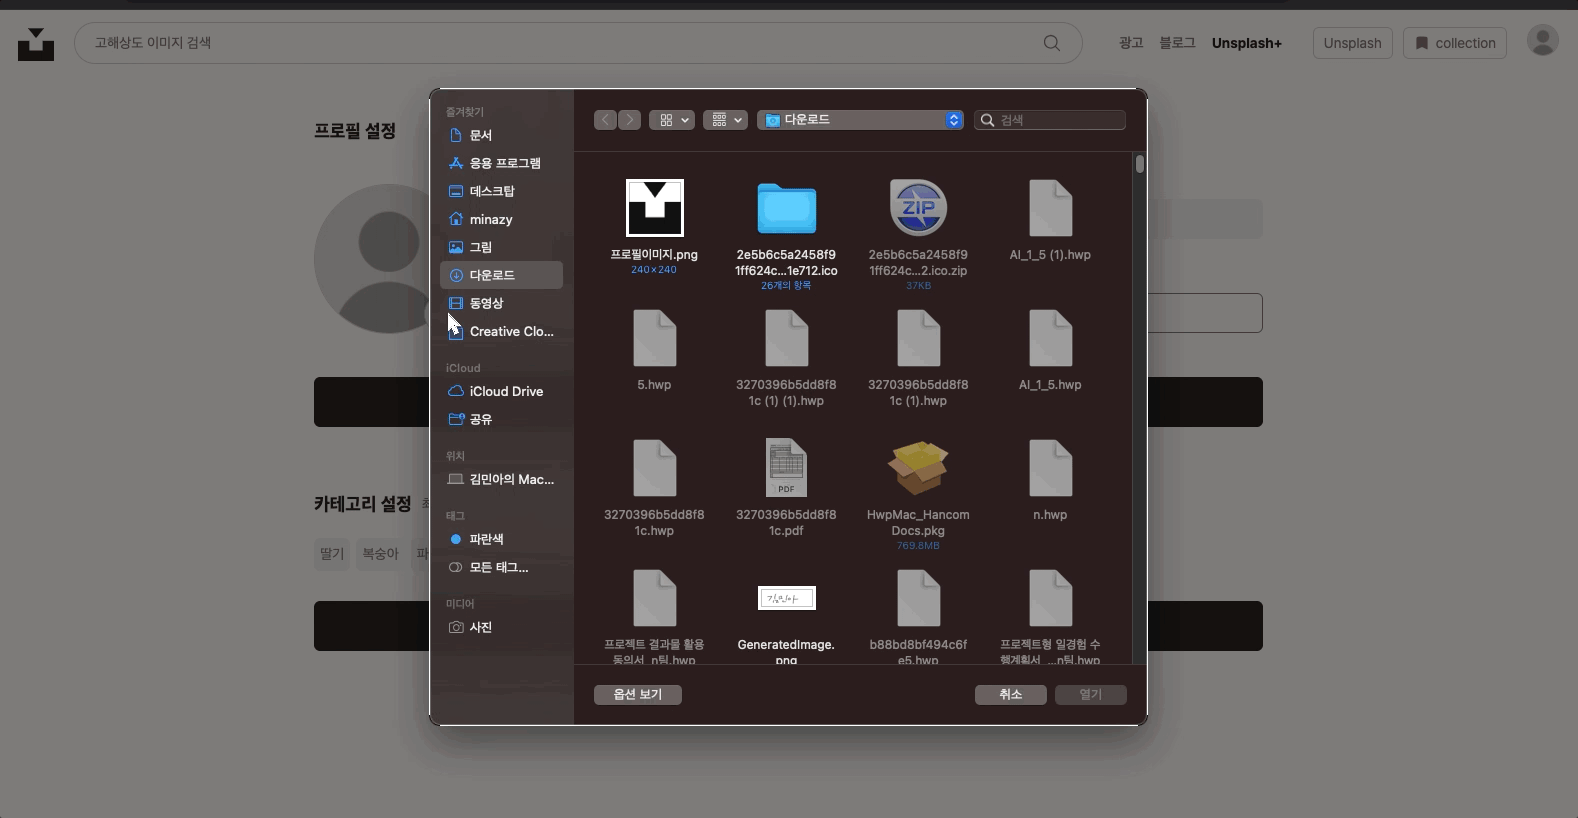 고해상도 이미지 검색
광고
블로그
Unsplash+
Unsplash
collection
프로필 설정
카테고리 설정
딸기
복숭아
즐겨찾기
문서
응용 프로그램
데스크탑
minazy
그림
다운로드
동영상
Creative Clo...
iCloud
iCloud Drive
공유
위치
김민아의 Mac...
태그
파란색
모든 태그...
미디어
사진
다운로드
검색
프로필이미지.png
240×240
2e5b6c5a2458f9
1ff624c...1e712.ico
26개의 항목
2e5b6c5a2458f9
1ff624c...2.ico.zip
37KB
ZIP
AI_1_5 (1).hwp
5.hwp
3270396b5dd8f8
1c (1) (1).hwp
3270396b5dd8f8
1c (1).hwp
AI_1_5.hwp
3270396b5dd8f8
1c.hwp
PDF
3270396b5dd8f8
1c.pdf
HwpMac_Hancom
Docs.pkg
769.8MB
n.hwp
프로젝트 결과물 활용
동의서_n팀.hwp
김민아
GeneratedImage.
png
b88bd8bf494c6f
e5.hwp
프로젝트형 일경험 수
행계획서_...n팀.hwp
옵션 보기
취소
열기